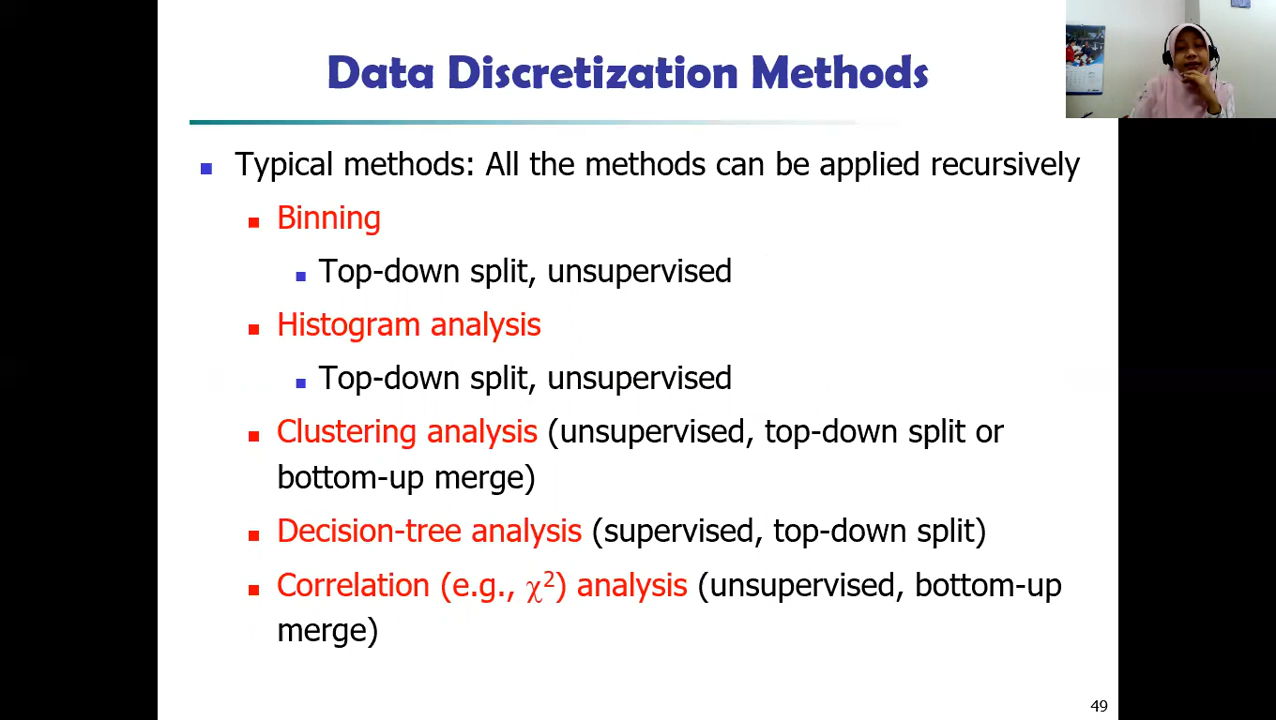 Data Discretization Methods
Typical methods: All the methods can be applied recursively
Binning
Top-down split, unsupervised
Histogram analysis
Top-down split, unsupervised
Clustering analysis (unsupervised, top-down split or
bottom-up merge)
Decision-tree analysis (supervised, top-down split)
Correlation (e.g., χ²) analysis (unsupervised, bottom-up
merge)
49